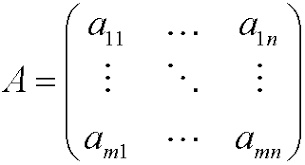 a₁₁ … a₁ₙ
A = ⋮ ⋱ ⋮
aₘ₁ ⋯ aₘₙ